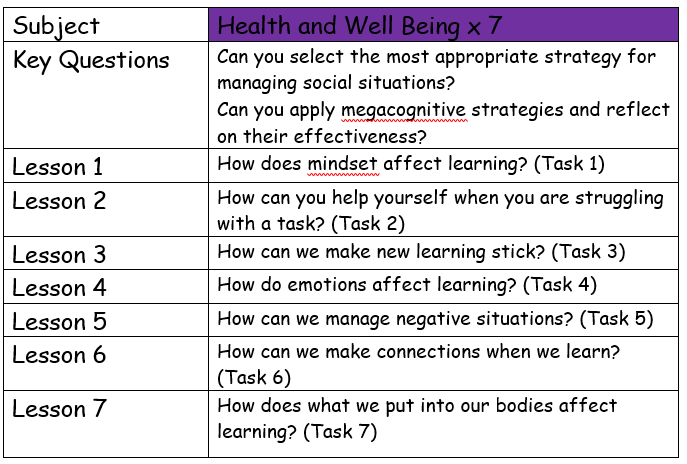 Subject
Health and Well Being x 7
Key Questions
Can you select the most appropriate strategy for
managing social situations?
Can you apply megacognitive strategies and reflect
on their effectiveness?
Lesson 1
How does mindset affect learning? (Task 1)
Lesson 2
How can you help yourself when you are struggling
with a task? (Task 2)
Lesson 3
How can we make new learning stick? (Task 3)
Lesson 4
How do emotions affect learning? (Task 4)
Lesson 5
How can we manage negative situations? (Task 5)
Lesson 6
How can we make connections when we learn?
(Task 6)
Lesson 7
How does what we put into our bodies affect
learning? (Task 7)